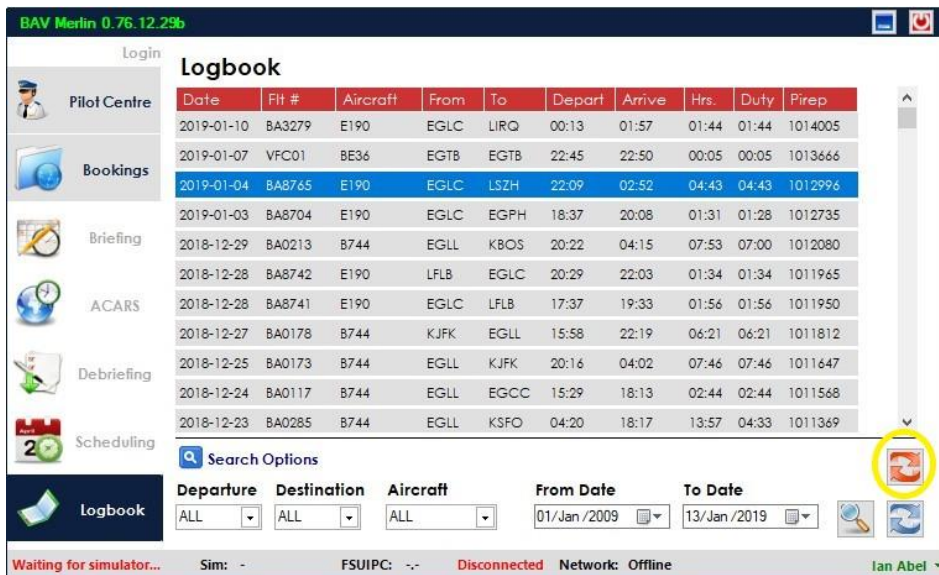 BAV Merlin 0.76.12.29b
Login
Pilot Centre
Bookings
Briefing
ACARS
Debriefing
April
2
Scheduling
Logbook
Logbook
Date Flt # Aircraft From To Depart Arrive Hrs. Duty Pirep
2019-01-10 BA3279 E190 EGLC LIRQ 00:13 01:57 01:44 01:44 1014005
2019-01-07 VFC01 BE36 EGTB EGTB 22:45 22:50 00:05 00:05 1013666
2019-01-04 BA8765 E190 EGLC LSZH 22:09 02:52 04:43 04:43 1012996
2019-01-03 BA8704 E190 EGLC EGPH 18:37 20:08 01:31 01:28 1012735
2018-12-29 BA0213 B744 EGLL KBOS 20:22 04:15 07:53 07:00 1012080
2018-12-28 BA8742 E190 LFLB EGLC 20:29 22:03 01:34 01:34 1011965
2018-12-28 BA8741 E190 EGLC LFLB 17:37 19:33 01:56 01:56 1011950
2018-12-27 BA0178 B744 KJFK EGLL 15:58 22:19 06:21 06:21 1011812
2018-12-25 BA0173 B744 EGLL KJFK 20:16 04:02 07:46 07:46 1011647
2018-12-24 BA0117 B744 EGLL EGCC 15:29 18:13 02:44 02:44 1011568
2018-12-23 BA0285 B744 EGLL KSFO 04:20 18:17 13:57 04:33 1011369
Search Options
Departure Destination Aircraft From Date To Date
ALL ALL ALL 01/Jan /2009 13/Jan /2019
Waiting for simulator... Sim: - FSUIPC: -.- Disconnected Network: Offline Ian Abel